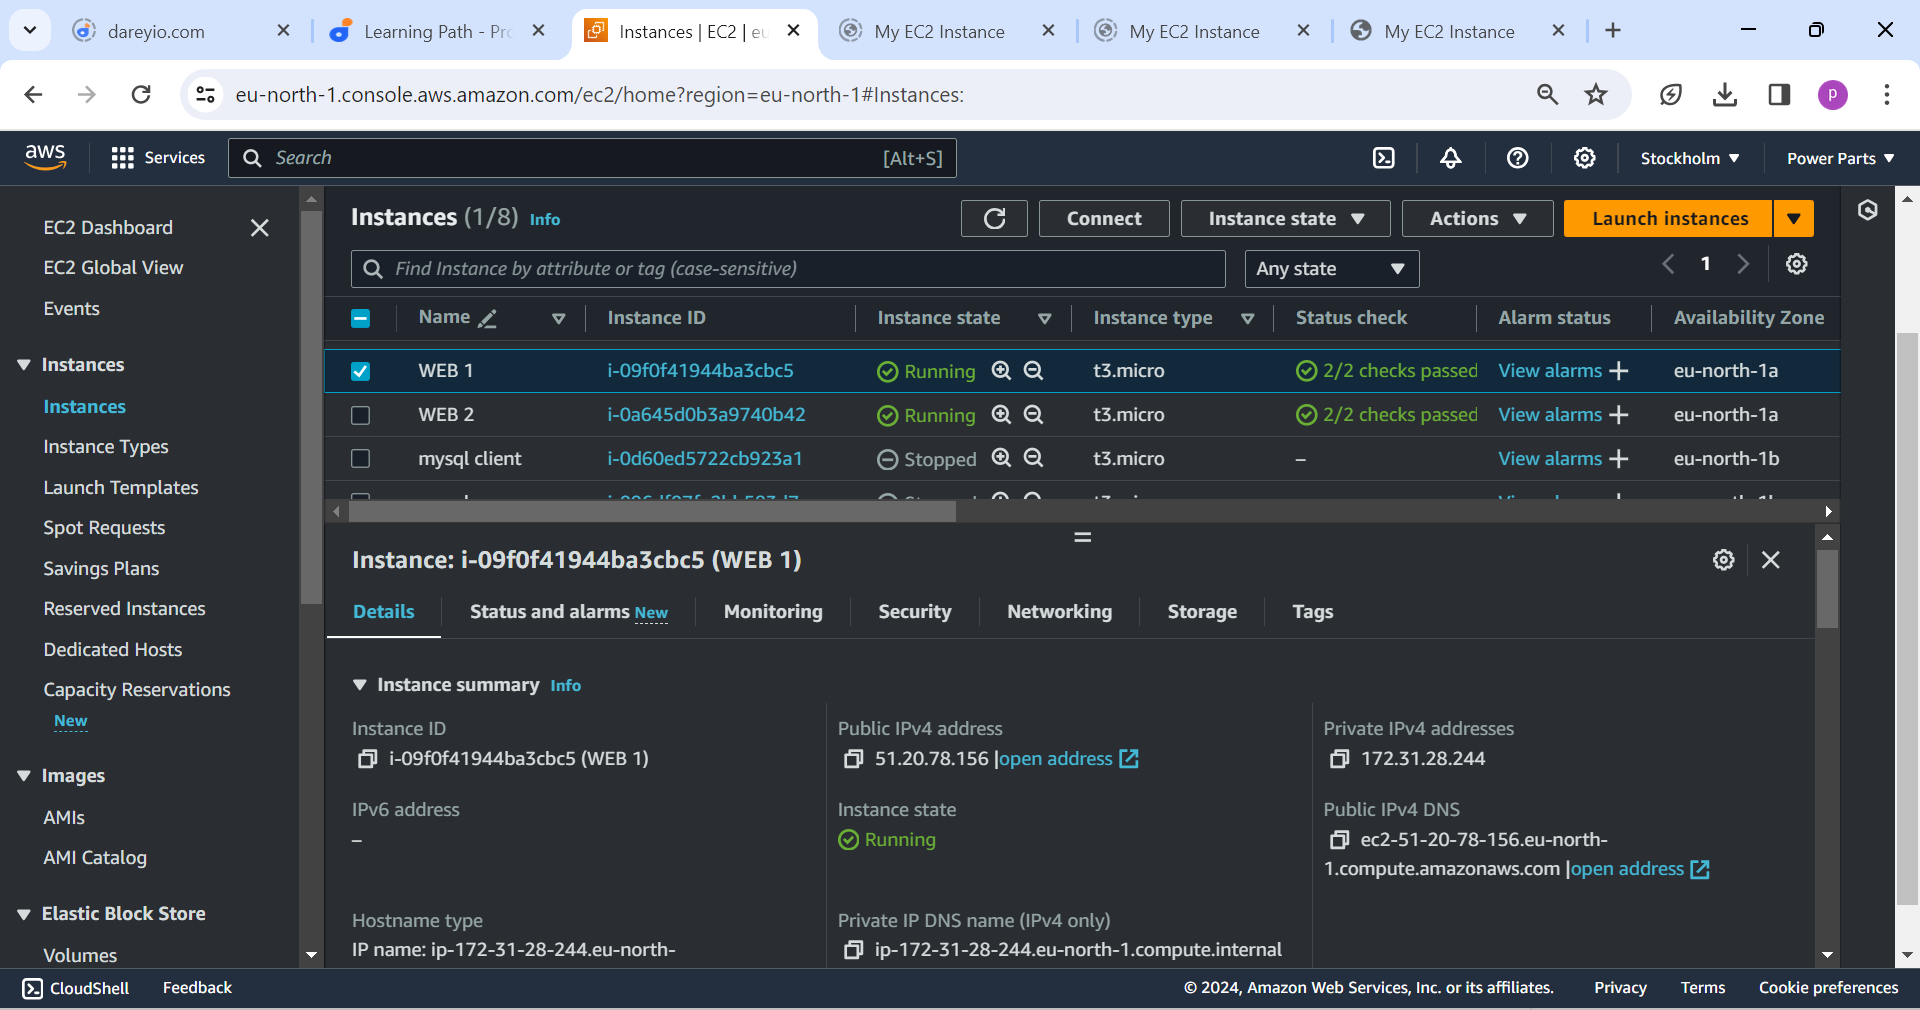 dareyio.com
Learning Path - Pro
Instances | EC2 | eu
My EC2 Instance
My EC2 Instance
My EC2 Instance
eu-north-1.console.aws.amazon.com/ec2/home?region=eu-north-1#Instances:
p
aws
Services
Search
[Alt+S]
Stockholm
Power Parts
EC2 Dashboard
EC2 Global View
Events
Instances
Instances
Instance Types
Launch Templates
Spot Requests
Savings Plans
Reserved Instances
Dedicated Hosts
Capacity Reservations
New
Images
AMIs
AMI Catalog
Elastic Block Store
Volumes
Instances (1/8) Info
Connect
Instance state
Actions
Launch instances
Find Instance by attribute or tag (case-sensitive)
Any state
1
Name Instance ID Instance state Instance type Status check Alarm status Availability Zone
WEB 1 i-09f0f41944ba3cbc5 Running t3.micro 2/2 checks passed View alarms + eu-north-1a
WEB 2 i-0a645d0b3a9740b42 Running t3.micro 2/2 checks passed View alarms + eu-north-1a
mysql client i-0d60ed5722cb923a1 Stopped t3.micro – View alarms + eu-north-1b
Instance: i-09f0f41944ba3cbc5 (WEB 1)
Details
Status and alarms New
Monitoring
Security
Networking
Storage
Tags
Instance summary Info
Instance ID
i-09f0f41944ba3cbc5 (WEB 1)
Public IPv4 address
51.20.78.156 |open address
Private IPv4 addresses
172.31.28.244
IPv6 address
–
Instance state
Running
Public IPv4 DNS
ec2-51-20-78-156.eu-north-
1.compute.amazonaws.com |open address
Hostname type
IP name: ip-172-31-28-244.eu-north-
Private IP DNS name (IPv4 only)
ip-172-31-28-244.eu-north-1.compute.internal
CloudShell
Feedback
© 2024, Amazon Web Services, Inc. or its affiliates.
Privacy
Terms
Cookie preferences